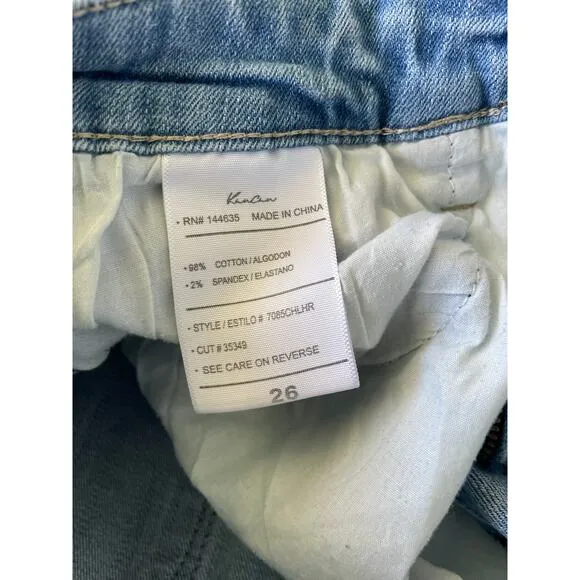 KanCan
• RN# 144635 MADE IN CHINA
• 98% COTTON/ALGODON
• 2% SPANDEX/ELASTANO
• STYLE/ESTILO # 7085CHLHR
• CUT # 35349
• SEE CARE ON REVERSE
26